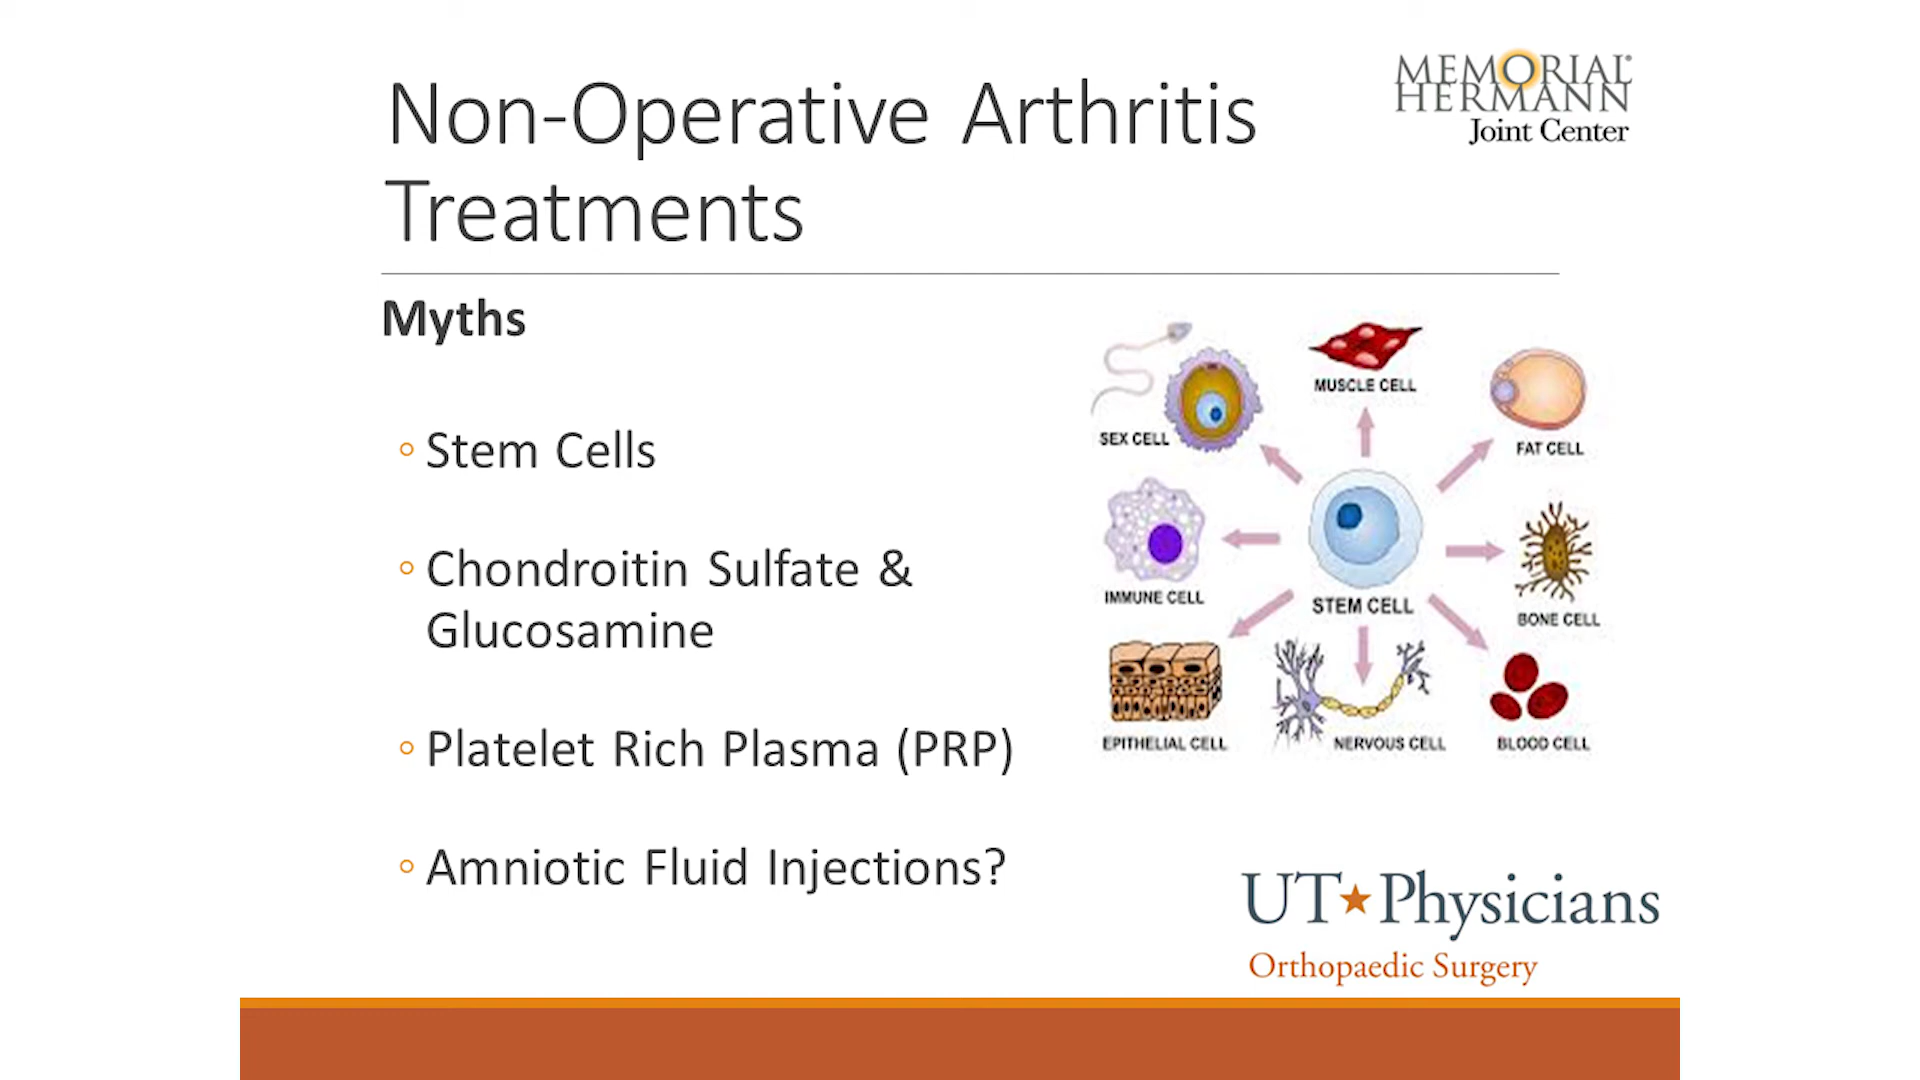 Non-Operative Arthritis
Treatments
MEMORIAL®
HERMANN
Joint Center
Myths
◦ Stem Cells
◦ Chondroitin Sulfate &
Glucosamine
◦ Platelet Rich Plasma (PRP)
◦ Amniotic Fluid Injections?
SEX CELL
MUSCLE CELL
FAT CELL
IMMUNE CELL
STEM CELL
BONE CELL
EPITHELIAL CELL
NERVOUS CELL
BLOOD CELL
UT★Physicians
Orthopaedic Surgery